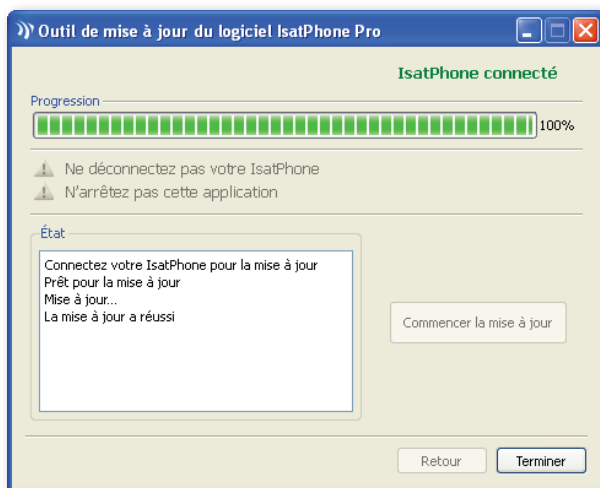 Outil de mise à jour du logiciel IsatPhone Pro
IsatPhone connecté
Progression
100%
Ne déconnectez pas votre IsatPhone
N'arrêtez pas cette application
État
Connectez votre IsatPhone pour la mise à jour
Prêt pour la mise à jour
Mise à jour...
La mise à jour a réussi
Commencer la mise à jour
Retour
Terminer